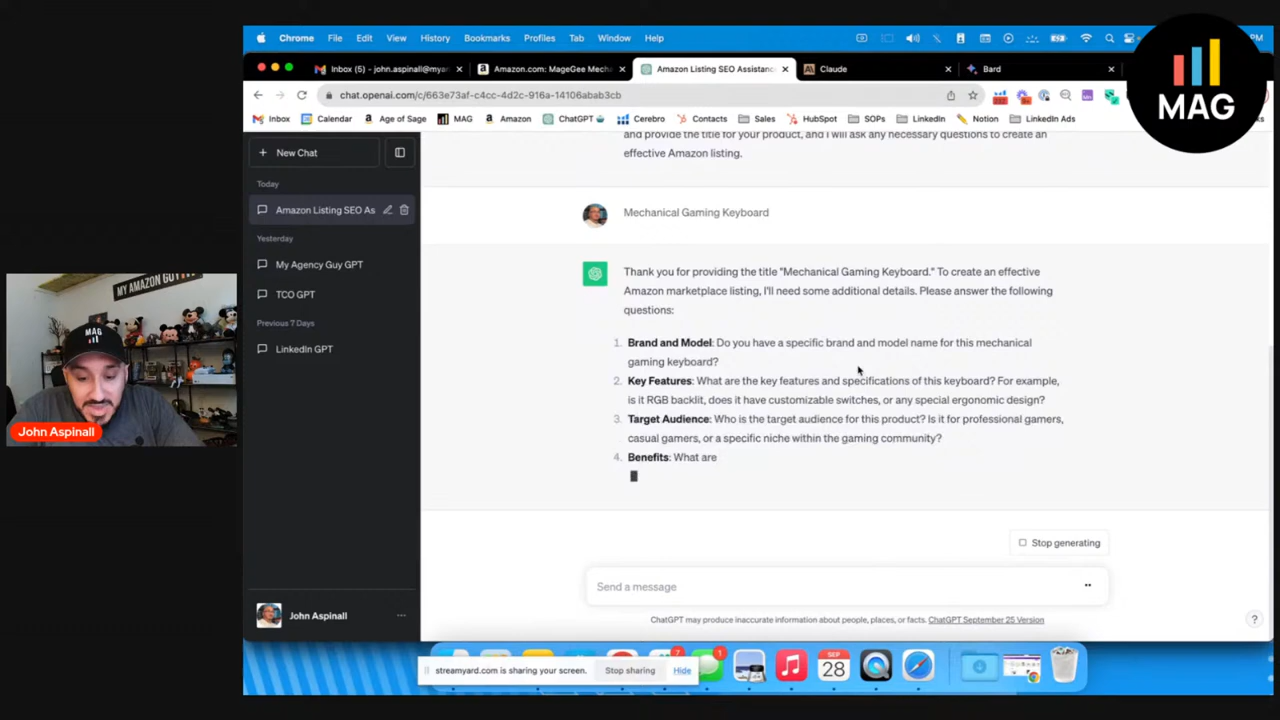 Chrome File Edit View History Bookmarks Profiles Tab Window Help
Inbox (5) - john.aspinall@myar
Amazon.com: MageGee Mech
Amazon Listing SEO Assistanc
Claude
Bard
chat.openai.com/c/663e73af-c4cc-4d2c-916a-14106abab3cb
Inbox Calendar Age of Sage MAG Amazon ChatGPT Cerebro Contacts Sales HubSpot SOPs LinkedIn Notion LinkedIn Ads
MAG
New Chat
Today
Amazon Listing SEO As
Yesterday
My Agency Guy GPT
TCO GPT
Previous 7 Days
LinkedIn GPT
John Aspinall
and provide the title for your product, and I will ask any necessary questions to create an
effective Amazon listing.
Mechanical Gaming Keyboard
Thank you for providing the title "Mechanical Gaming Keyboard." To create an effective
Amazon marketplace listing, I'll need some additional details. Please answer the following
questions:
1. Brand and Model: Do you have a specific brand and model name for this mechanical
gaming keyboard?
2. Key Features: What are the key features and specifications of this keyboard? For example,
is it RGB backlit, does it have customizable switches, or any special ergonomic design?
3. Target Audience: Who is the target audience for this product? Is it for professional gamers,
casual gamers, or a specific niche within the gaming community?
4. Benefits: What are
Stop generating
Send a message
ChatGPT may produce inaccurate information about people, places, or facts. ChatGPT September 25 Version
?
streamyard.com is sharing your screen. Stop sharing Hide
7
1
SEP
28
MY AMAZON GUY
MAG
John Aspinall